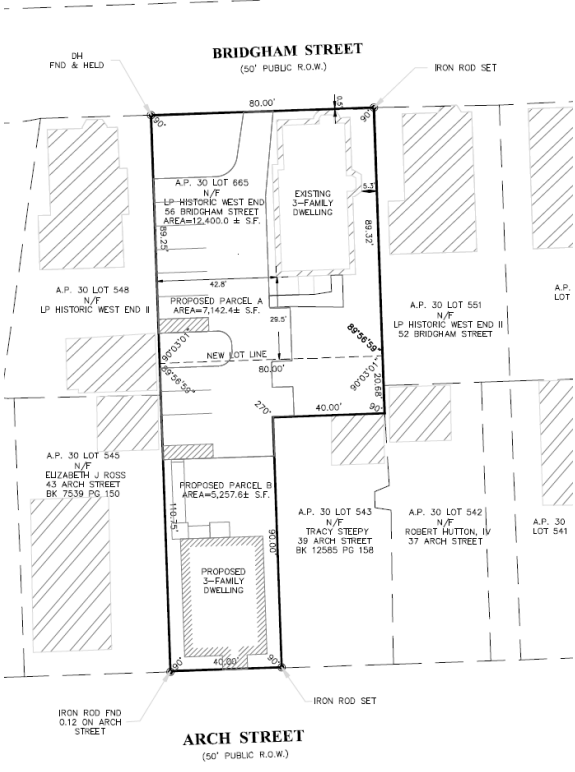 DH
FND & HELD
BRIDGHAM STREET
(50' PUBLIC R.O.W.)
IRON ROD SET
80.00'
0.5'
90°
90°
A.P. 30 LOT 665
N/F
LP HISTORIC WEST END
56 BRIDGHAM STREET
AREA=12,400.0 ± S.F.
EXISTING
3-FAMILY
DWELLING
5.3'
89.25'
89.32'
42.8'
A.P. 30 LOT 548
N/F
LP HISTORIC WEST END II
PROPOSED PARCEL A
AREA=7,142.4± S.F.
29.5'
A.P. 30 LOT 551
N/F
LP HISTORIC WEST END II
52 BRIDGHAM STREET
A.P.
LOT
90°03'01"
89°56'59"
NEW LOT LINE
80.00'
89°56'59"
90°03'01"
20.68'
270°
40.00'
90°
A.P. 30 LOT 545
N/F
ELIZABETH J ROSS
43 ARCH STREET
BK 7539 PG 150
PROPOSED PARCEL B
AREA=5,257.6± S.F.
110.75'
90.00'
A.P. 30 LOT 543
N/F
TRACY STEEPY
39 ARCH STREET
BK 12585 PG 158
A.P. 30 LOT 542
N/F
ROBERT HUTTON, IV
37 ARCH STREET
A.P. 30
LOT 541
PROPOSED
3-FAMILY
DWELLING
90°
40.00'
90°
IRON ROD FND
0.12 ON ARCH
STREET
IRON ROD SET
ARCH STREET
(50' PUBLIC R.O.W.)